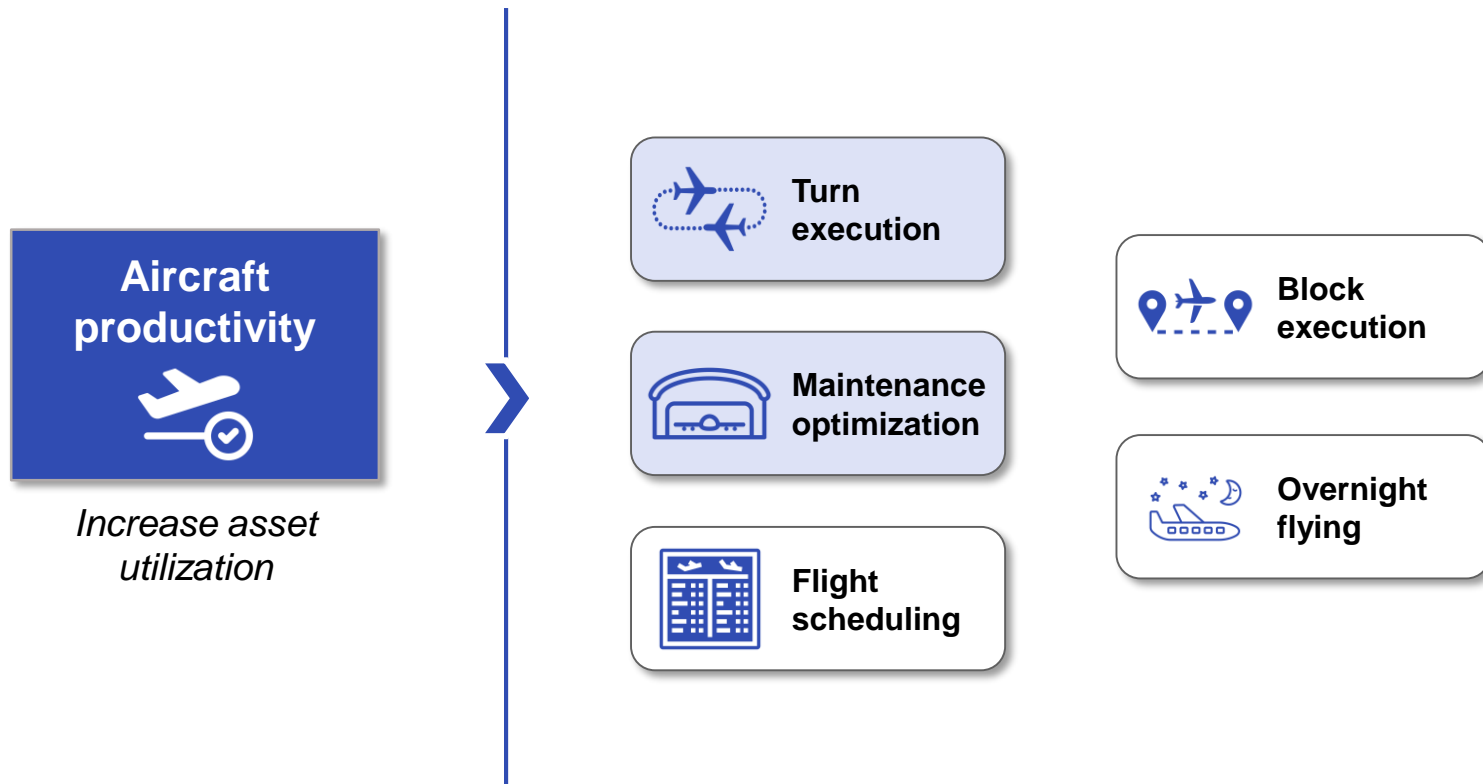 Aircraft
productivity
Increase asset
utilization
Turn
execution
Maintenance
optimization
Flight
scheduling
Block
execution
Overnight
flying